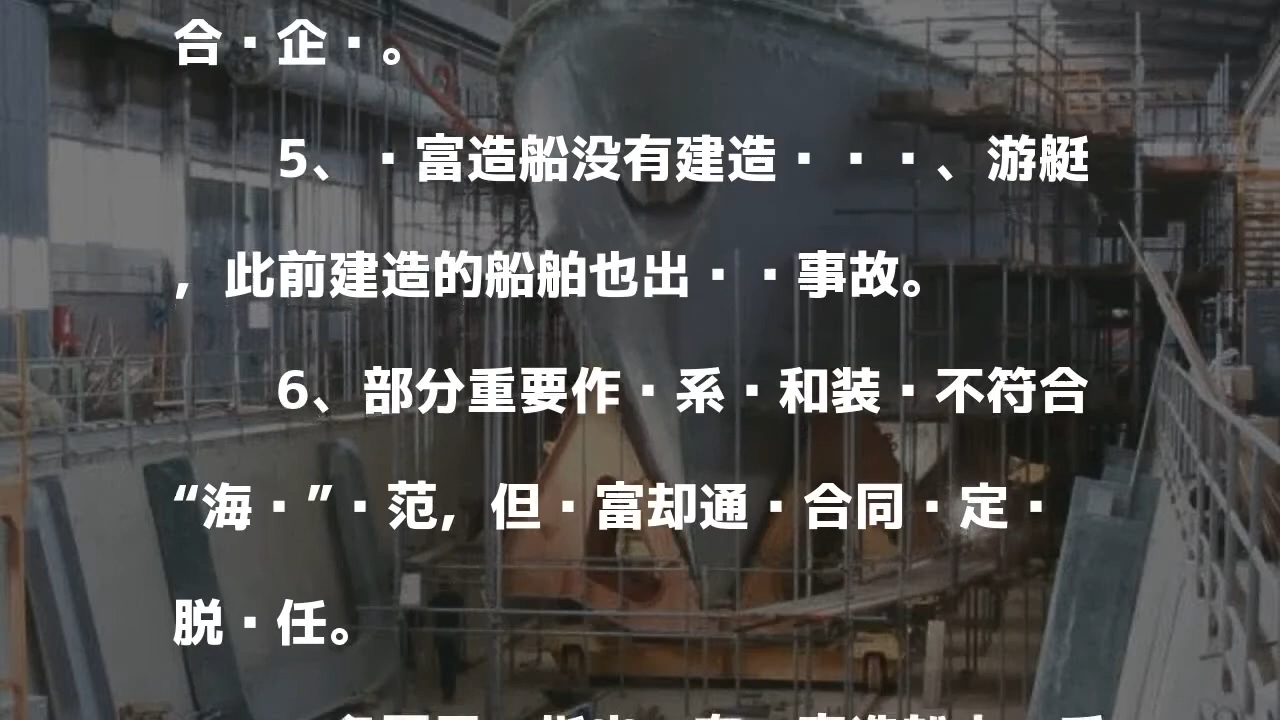 合▪企▪。
5、▪富造船没有建造▪▪▪、游艇
，此前建造的船舶也出▪▪事故。
6、部分重要作▪系▪和装▪不符合
“海▪”▪范，但▪富却通▪合同▪定▪
脱▪任。